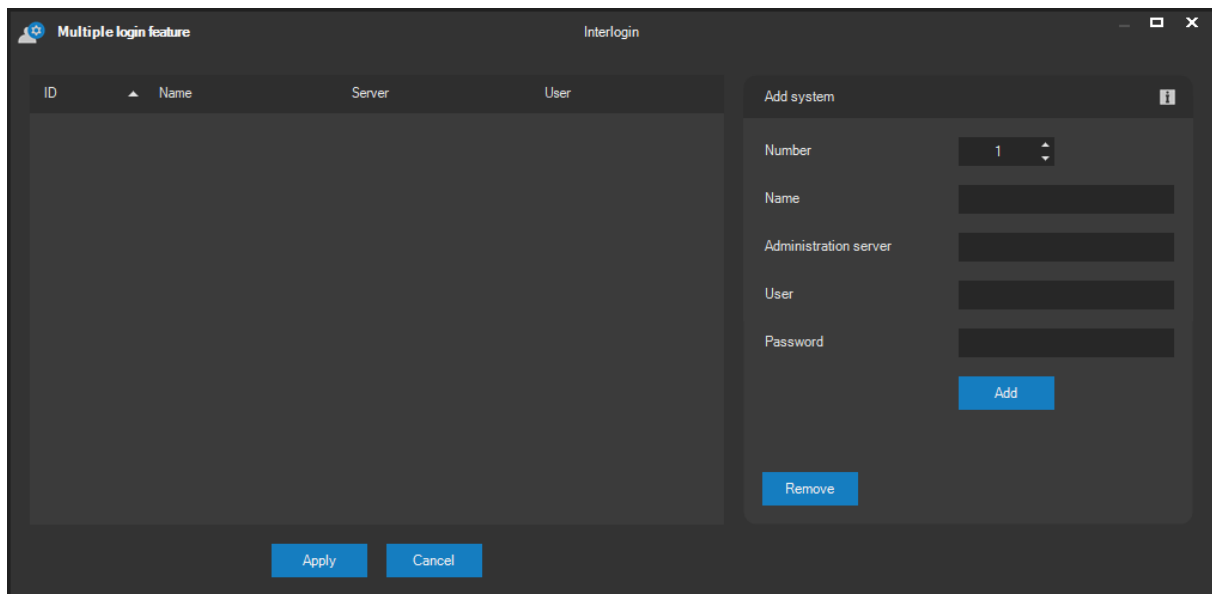 Multiple login feature
Interlogin
ID Name Server User
Add system
Number 1
Name
Administration server
User
Password
Add
Remove
Apply Cancel